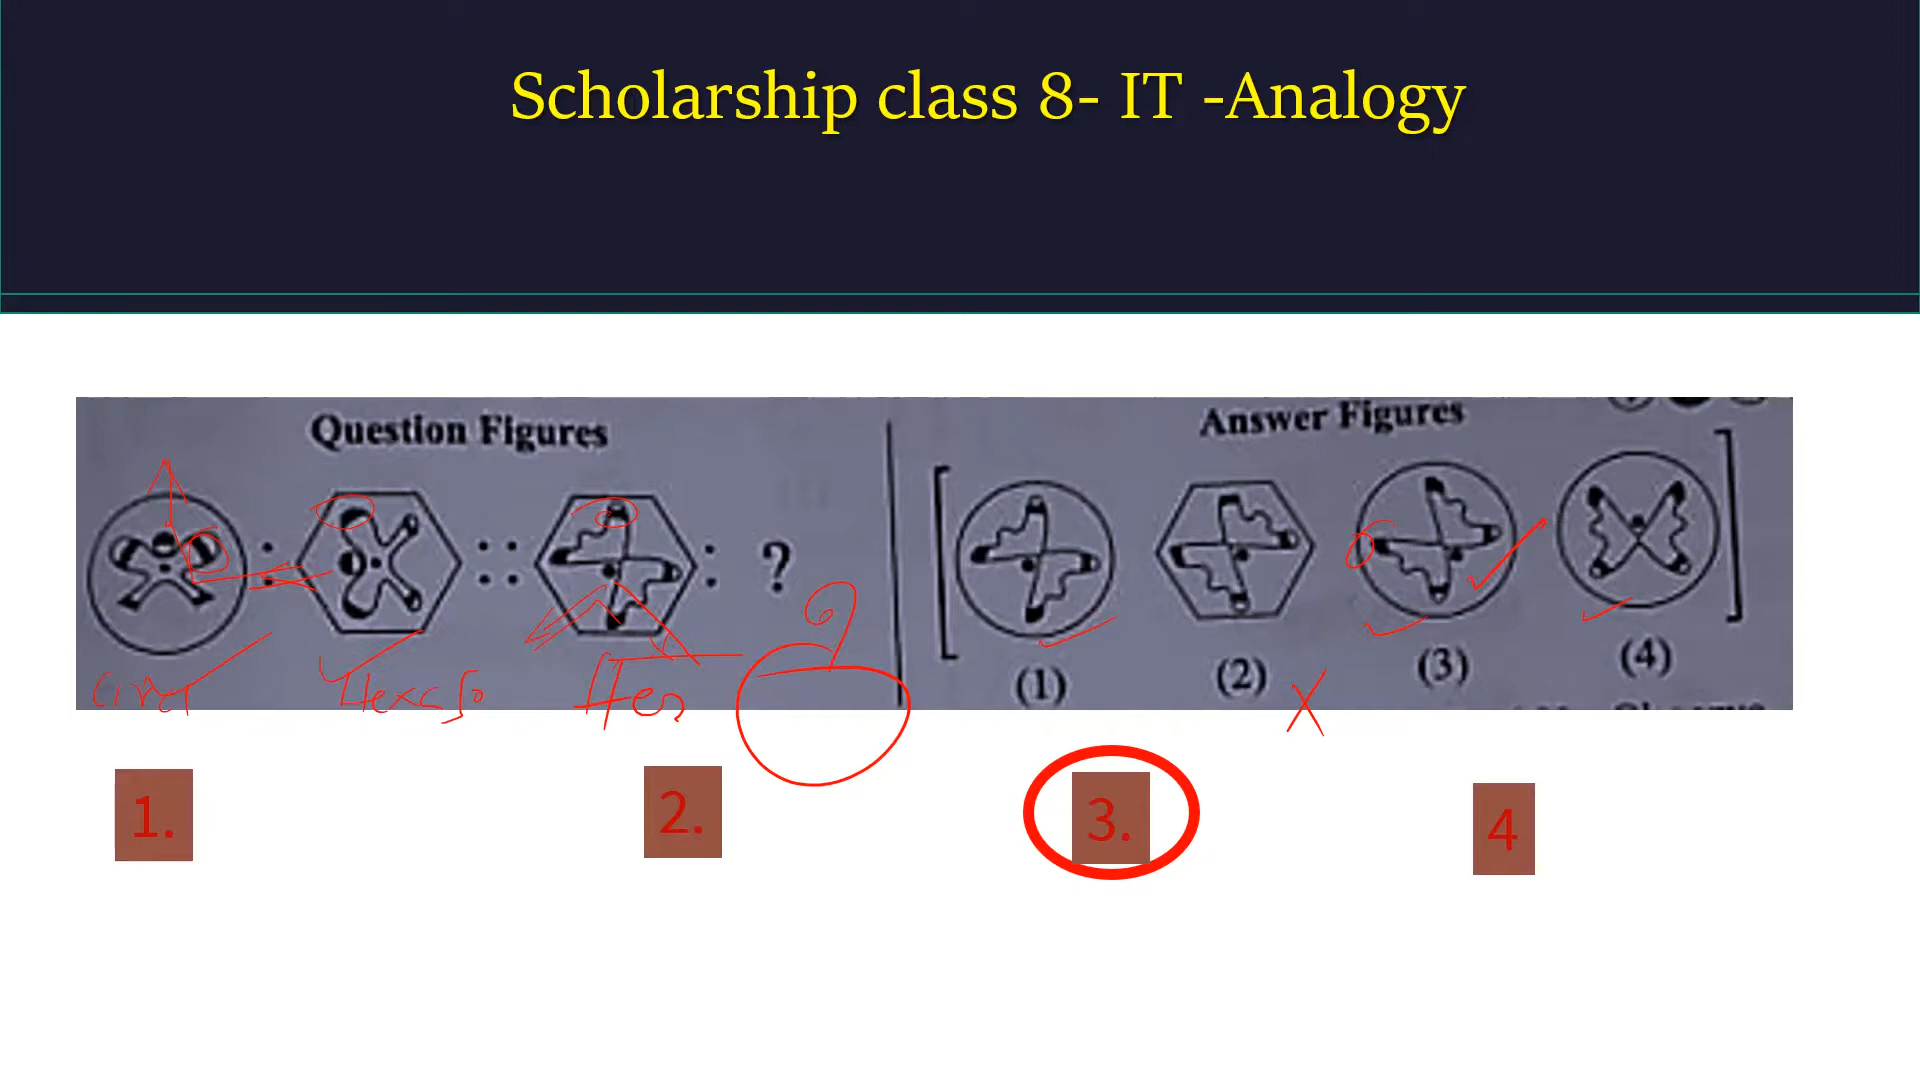 Scholarship class 8- IT -Analogy
Question Figures
Answer Figures
: :: : ?
(1) (2) (3) (4)
1. 2. 3. 4